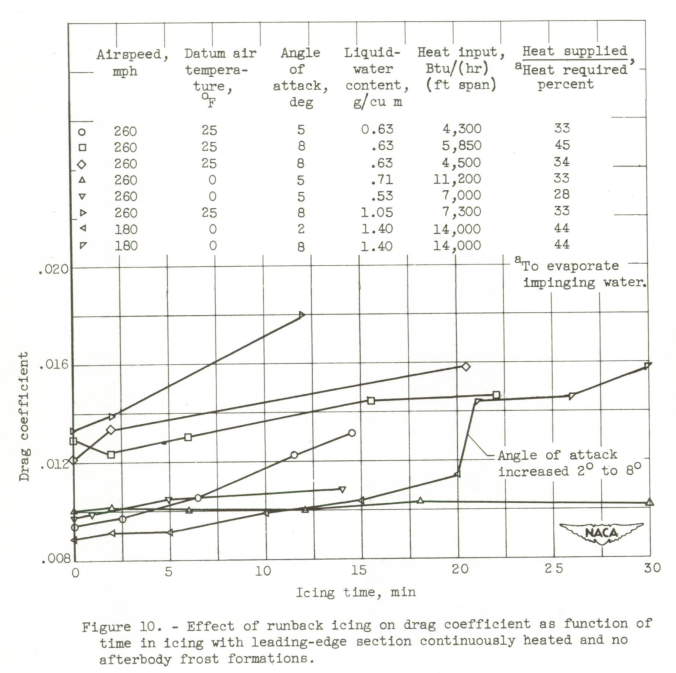 Airspeed, Datum air Angle Liquid- Heat input, Heat supplied,
mph tempera- of water Btu/(hr) ᵃHeat required
ture, attack, content, (ft span) percent
°F deg g/cu m
260 25 5 0.63 4,300 33
260 25 8 .63 5,850 45
260 25 8 .63 4,500 34
260 0 5 .71 11,200 33
260 0 5 .53 7,000 28
260 25 8 1.05 7,300 33
180 0 2 1.40 14,000 44
180 0 8 1.40 14,000 44
ᵃTo evaporate
impinging water.
.020
.016
.012
.008
Drag coefficient
Angle of attack
increased 2° to 8°
NACA
0 5 10 15 20 25 30
Icing time, min
Figure 10. - Effect of runback icing on drag coefficient as function of
time in icing with leading-edge section continuously heated and no
afterbody frost formations.